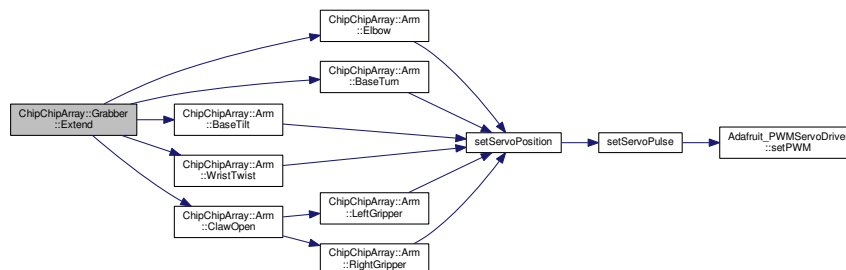 ChipChipArray::Grabber
::Extend
ChipChipArray::Arm
::Elbow
ChipChipArray::Arm
::BaseTurn
ChipChipArray::Arm
::BaseTilt
ChipChipArray::Arm
::WristTwist
ChipChipArray::Arm
::ClawOpen
ChipChipArray::Arm
::LeftGripper
ChipChipArray::Arm
::RightGripper
setServoPosition
setServoPulse
Adafruit_PWMServoDriver
::setPWM